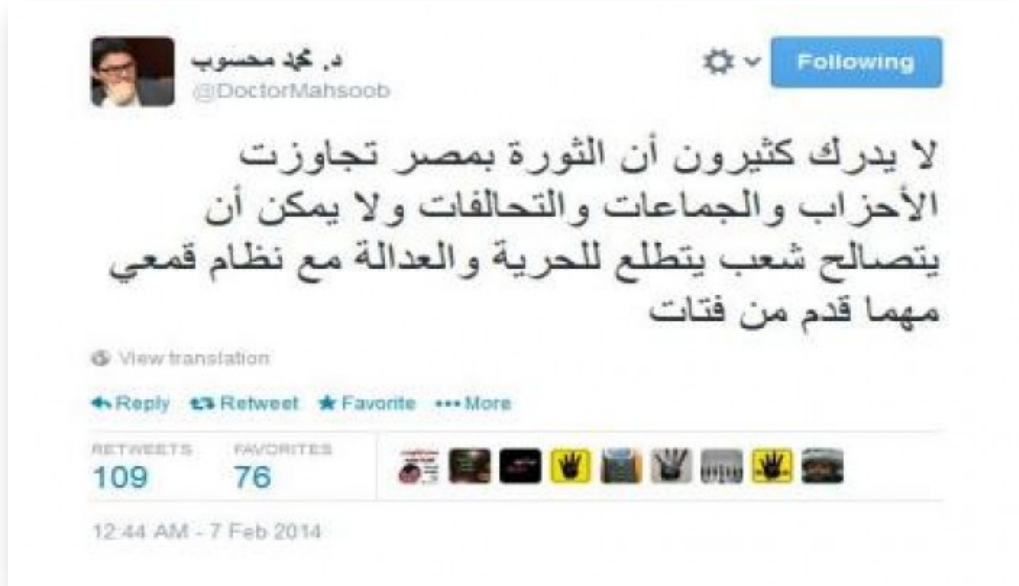 د. محمد محسوب
@DoctorMahsoob
Following
لا يدرك كثيرون أن الثورة بمصر تجاوزت
الأحزاب والجماعات والتحالفات ولا يمكن أن
يتصالح شعب يتطلع للحرية والعدالة مع نظام قمعي
مهما قدم من فتات
View translation
Reply Retweet Favorite More
RETWEETS FAVORITES
109 76
12:44 AM - 7 Feb 2014